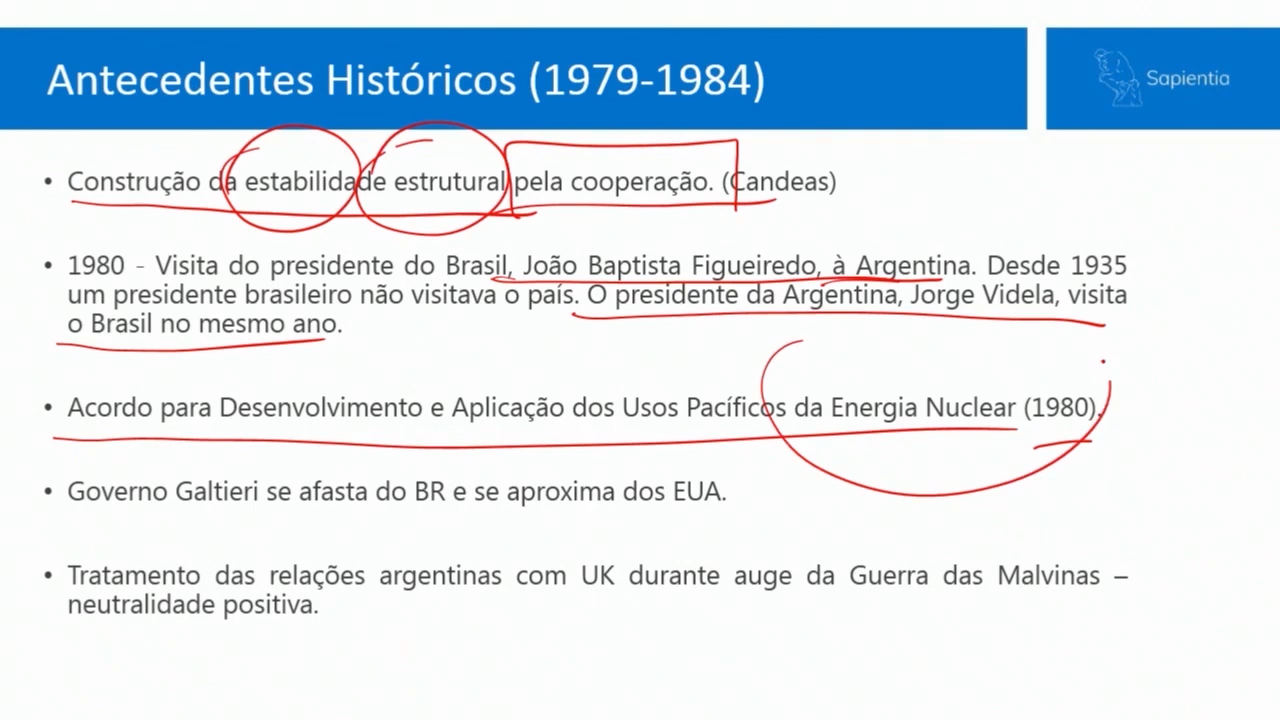 Antecedentes Históricos (1979-1984)
Sapientia
• Construção da estabilidade estrutural pela cooperação. (Candeas)
• 1980 - Visita do presidente do Brasil, João Baptista Figueiredo, à Argentina. Desde 1935
um presidente brasileiro não visitava o país. O presidente da Argentina, Jorge Videla, visita
o Brasil no mesmo ano.
• Acordo para Desenvolvimento e Aplicação dos Usos Pacíficos da Energia Nuclear (1980).
• Governo Galtieri se afasta do BR e se aproxima dos EUA.
• Tratamento das relações argentinas com UK durante auge da Guerra das Malvinas –
neutralidade positiva.